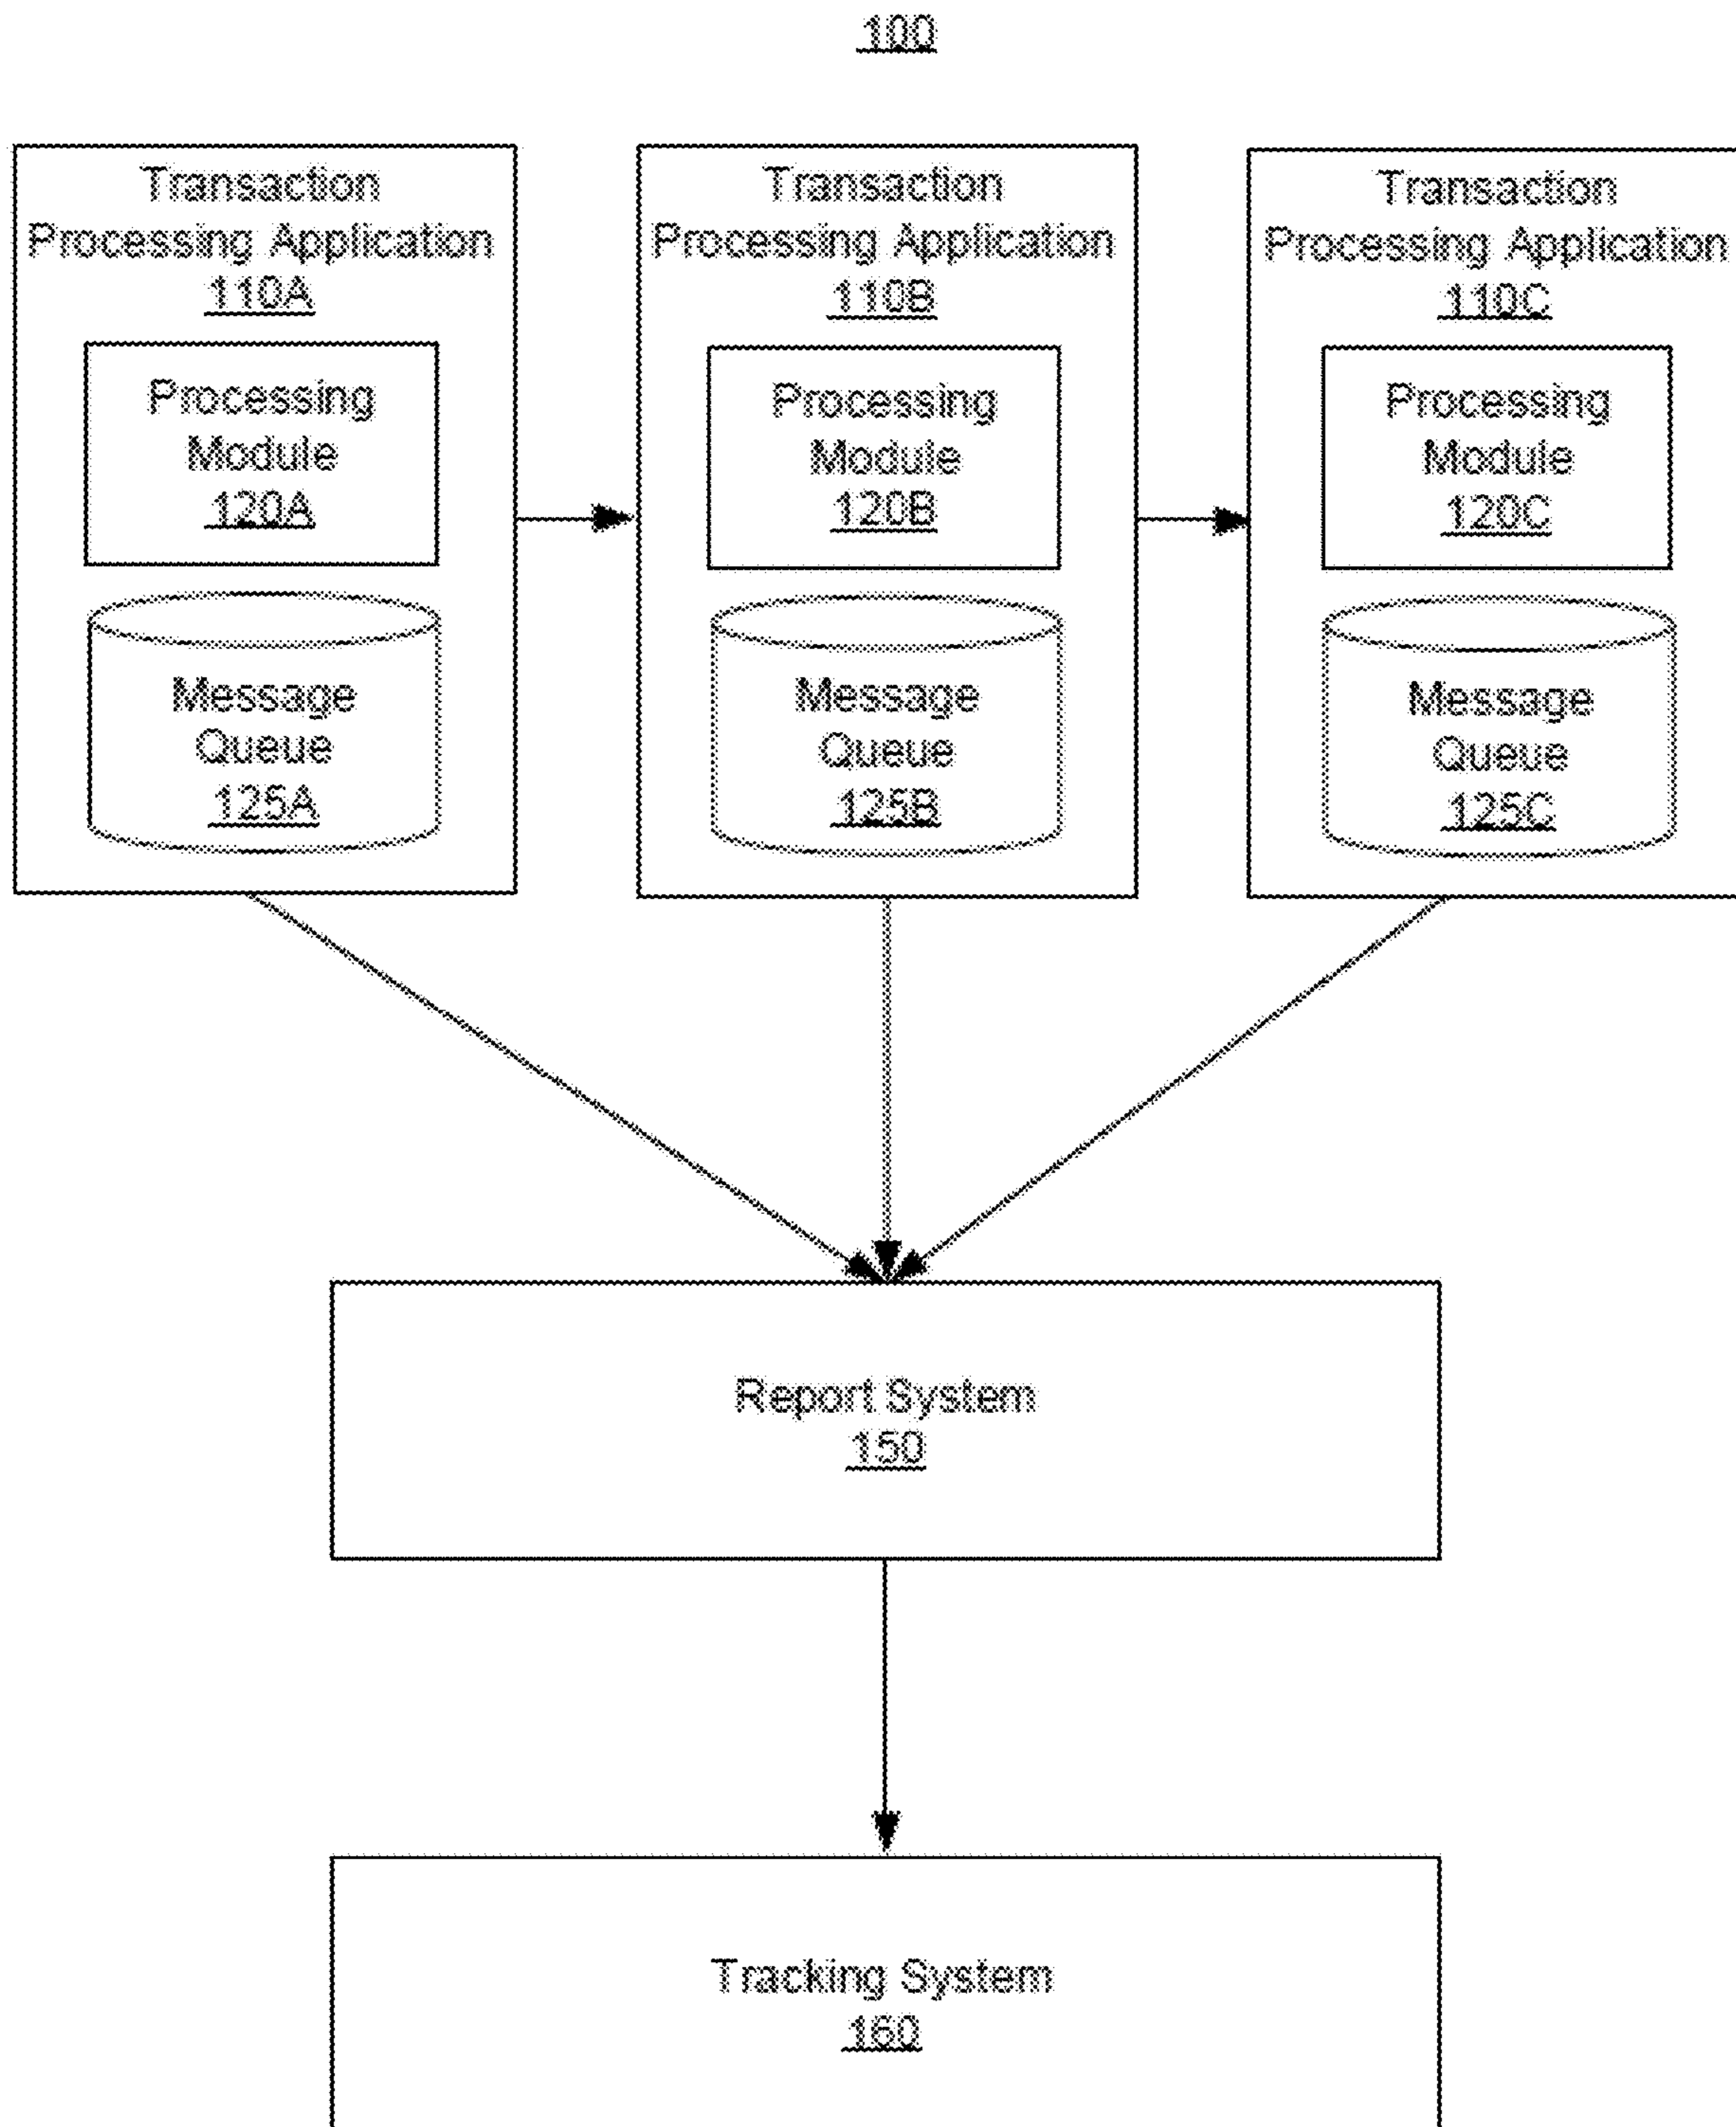 100
Transaction
Processing Application
110A
Processing
Module
120A
Message
Queue
125A
Transaction
Processing Application
110B
Processing
Module
120B
Message
Queue
125B
Transaction
Processing Application
110C
Processing
Module
120C
Message
Queue
125C
Report System
150
Tracking System
160